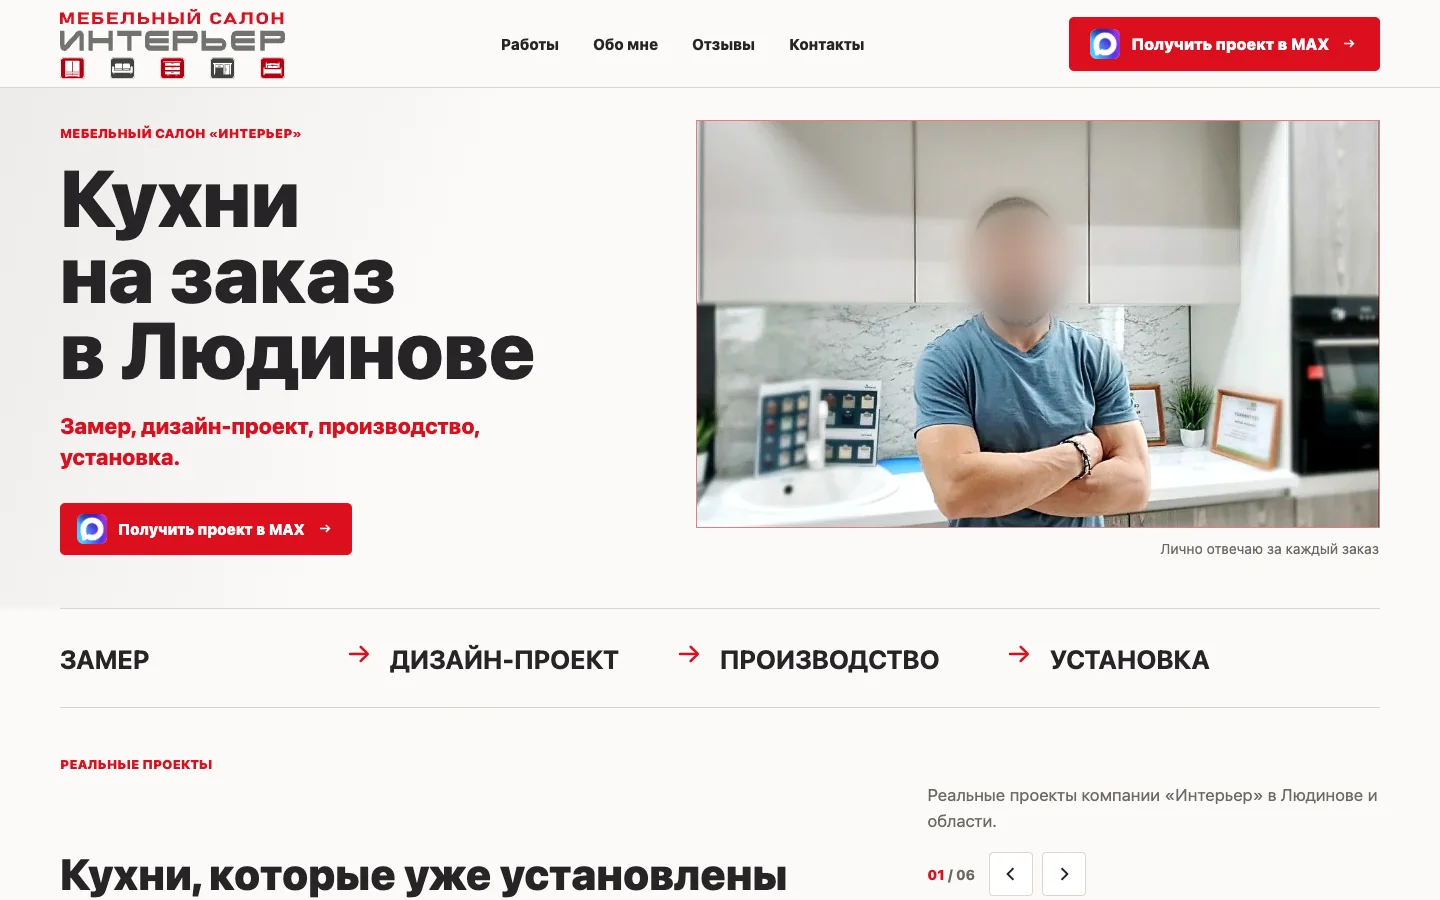 МЕБЕЛЬНЫЙ САЛОН
ИНТЕРЬЕР
Работы
Обо мне
Отзывы
Контакты
Получить проект в MAX →
МЕБЕЛЬНЫЙ САЛОН «ИНТЕРЬЕР»
Кухни
на заказ
в Людинове
Замер, дизайн-проект, производство,
установка.
Получить проект в MAX →
Лично отвечаю за каждый заказ
ЗАМЕР → ДИЗАЙН-ПРОЕКТ → ПРОИЗВОДСТВО → УСТАНОВКА
РЕАЛЬНЫЕ ПРОЕКТЫ
Реальные проекты компании «Интерьер» в Людинове и
области.
Кухни, которые уже установлены
01 / 06